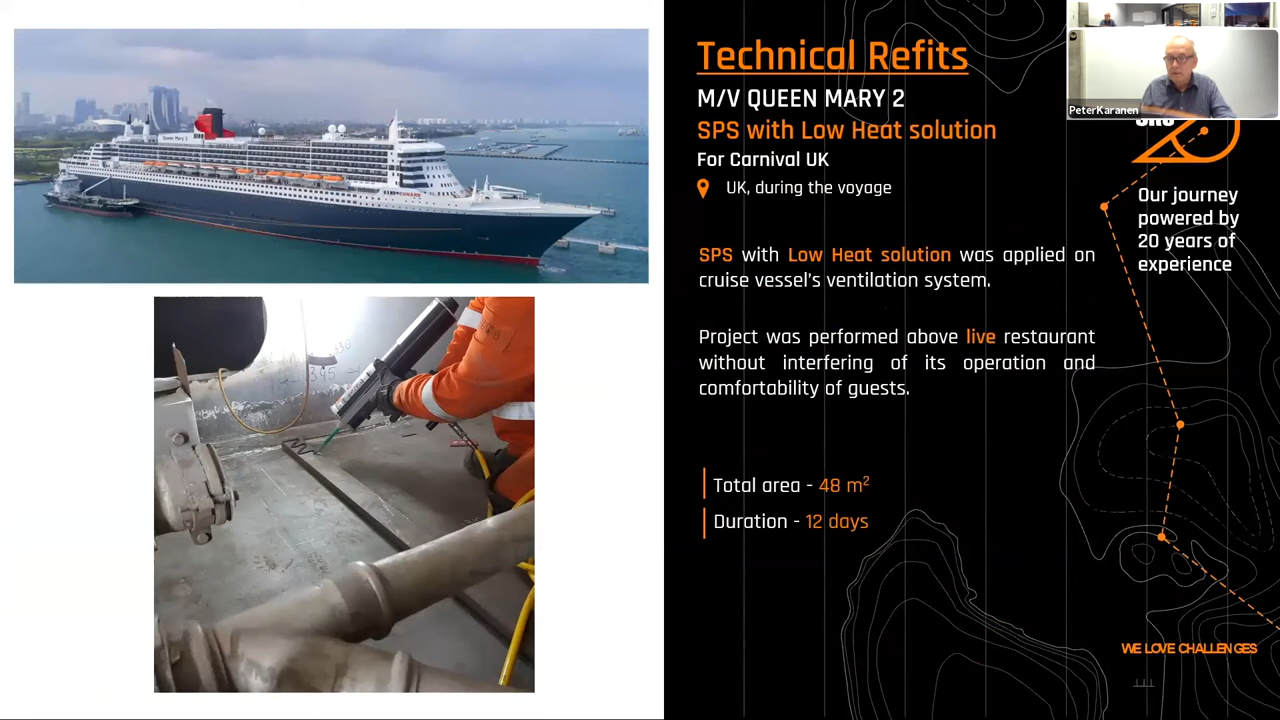 Technical Refits
M/V QUEEN MARY 2
SPS with Low Heat solution
For Carnival UK
UK, during the voyage
SPS with Low Heat solution was applied on
cruise vessel's ventilation system.
Project was performed above live restaurant
without interfering of its operation and
comfortability of guests.
Total area - 48 m²
Duration - 12 days
PeterKaranen
Our journey
powered by
20 years of
experience
WE LOVE CHALLENGES
Queen Mary 2